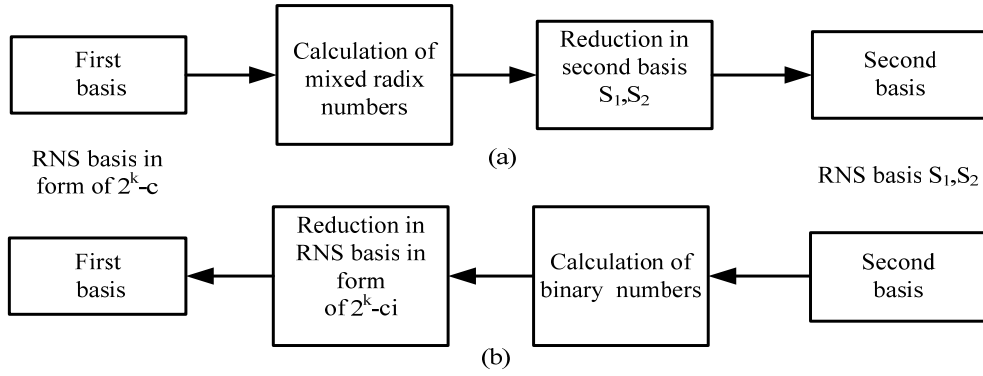 First
basis
Calculation of
mixed radix
numbers
Reduction in
second basis
S₁,S₂
Second
basis
(a)
RNS basis in
form of 2ᵏ-c
RNS basis S₁,S₂
First
basis
Reduction in
RNS basis in
form
of 2ᵏ-ci
Calculation of
binary numbers
Second
basis
(b)